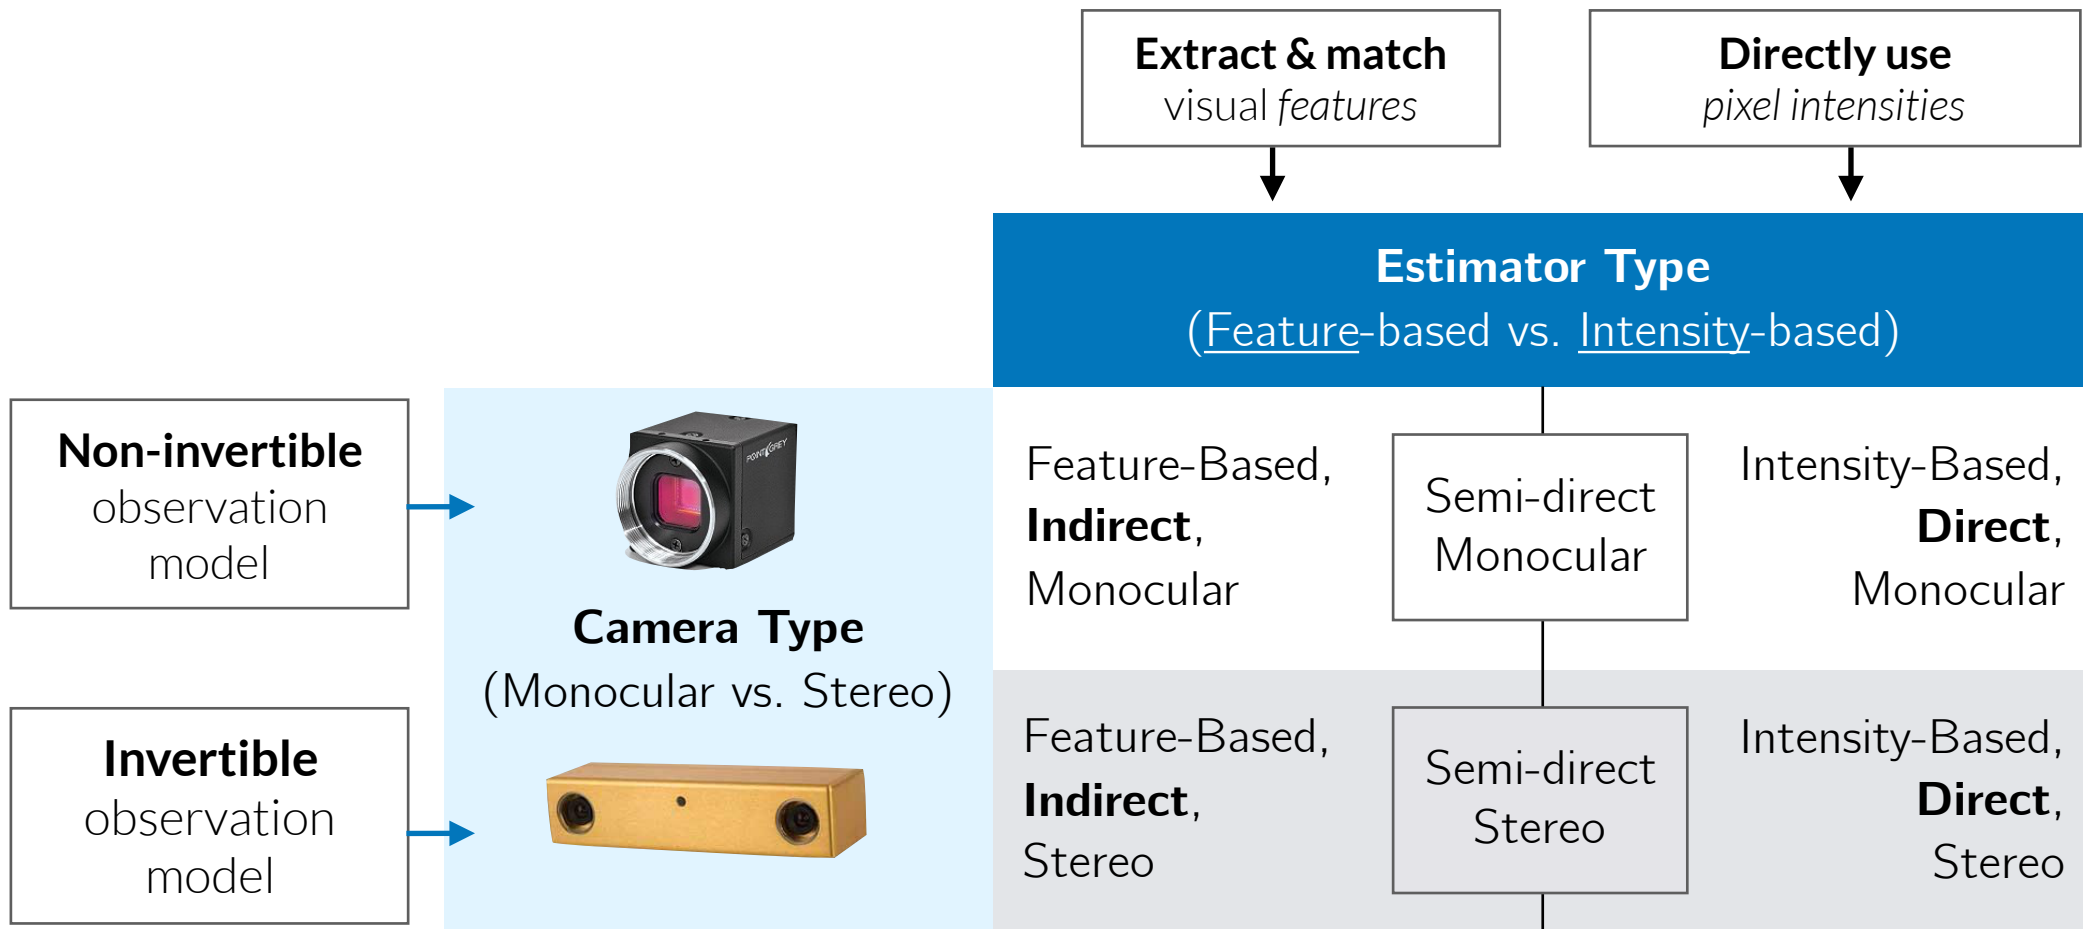 Extract & match
visual features
Directly use
pixel intensities
Estimator Type
(Feature-based vs. Intensity-based)
Non-invertible
observation
model
POINT GREY
Camera Type
(Monocular vs. Stereo)
Feature-Based,
Indirect,
Monocular
Semi-direct
Monocular
Intensity-Based,
Direct,
Monocular
Invertible
observation
model
Feature-Based,
Indirect,
Stereo
Semi-direct
Stereo
Intensity-Based,
Direct,
Stereo